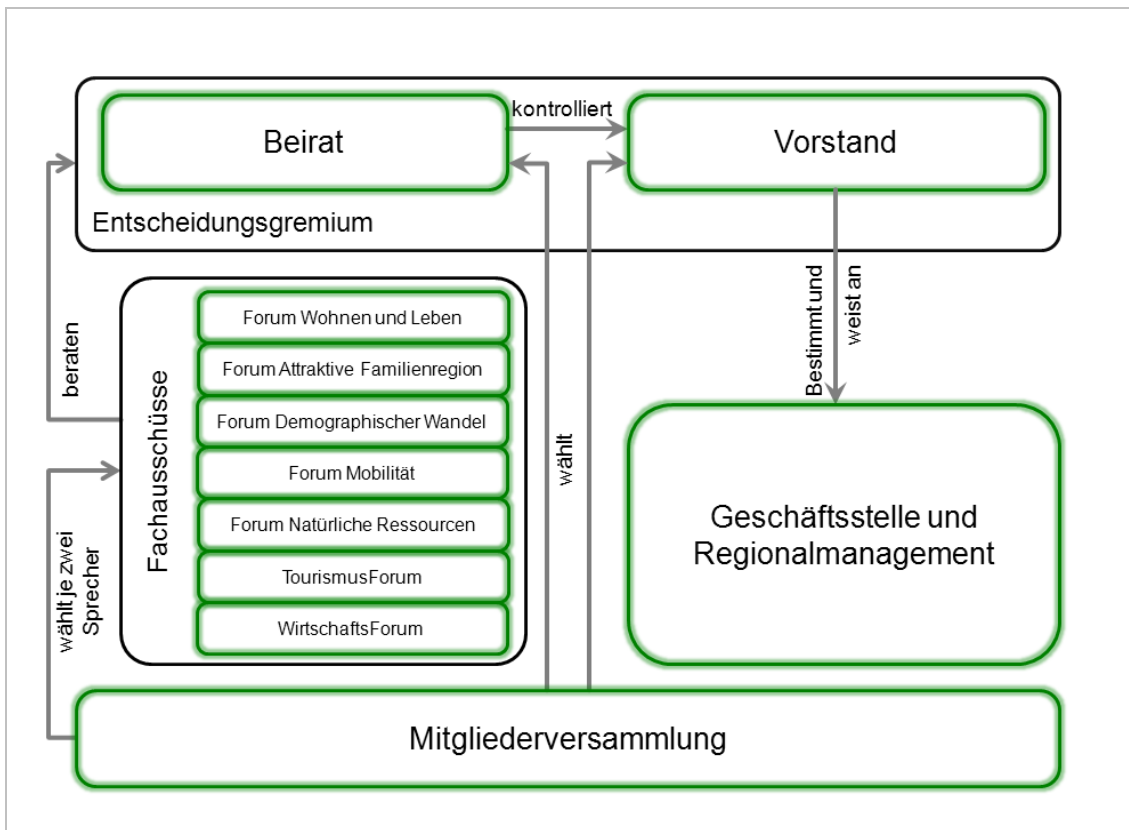 kontrolliert
Beirat
Vorstand
Entscheidungsgremium
beraten
Fachausschüsse
Forum Wohnen und Leben
Forum Attraktive Familienregion
Forum Demographischer Wandel
Forum Mobilität
Forum Natürliche Ressourcen
TourismusForum
WirtschaftsForum
wählt
Bestimmt und
weist an
Geschäftsstelle und
Regionalmanagement
wählt je zwei
Sprecher
Mitgliederversammlung